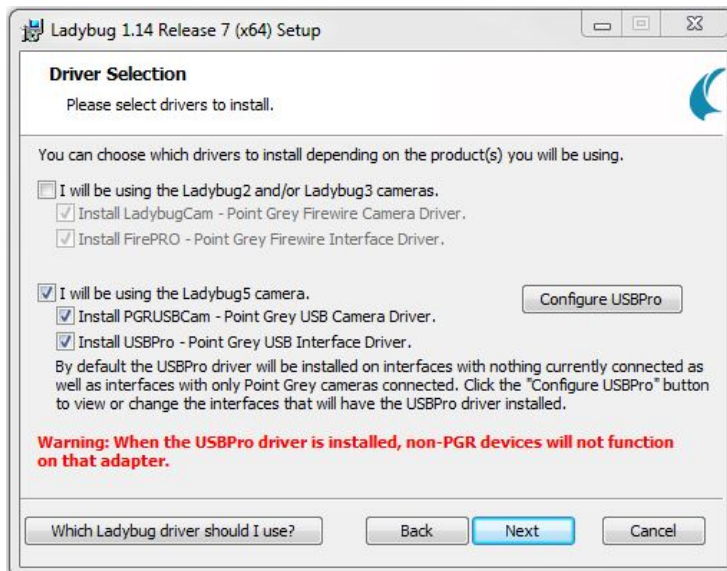 Ladybug 1.14 Release 7 (x64) Setup
Driver Selection
Please select drivers to install.
You can choose which drivers to install depending on the product(s) you will be using.
I will be using the Ladybug2 and/or Ladybug3 cameras.
Install LadybugCam - Point Grey Firewire Camera Driver.
Install FirePRO - Point Grey Firewire Interface Driver.
I will be using the Ladybug5 camera.
Configure USBPro
Install PGRUSBCam - Point Grey USB Camera Driver.
Install USBPro - Point Grey USB Interface Driver.
By default the USBPro driver will be installed on interfaces with nothing currently connected as
well as interfaces with only Point Grey cameras connected. Click the "Configure USBPro" button
to view or change the interfaces that will have the USBPro driver installed.
Warning: When the USBPro driver is installed, non-PGR devices will not function
on that adapter.
Which Ladybug driver should I use?
Back
Next
Cancel